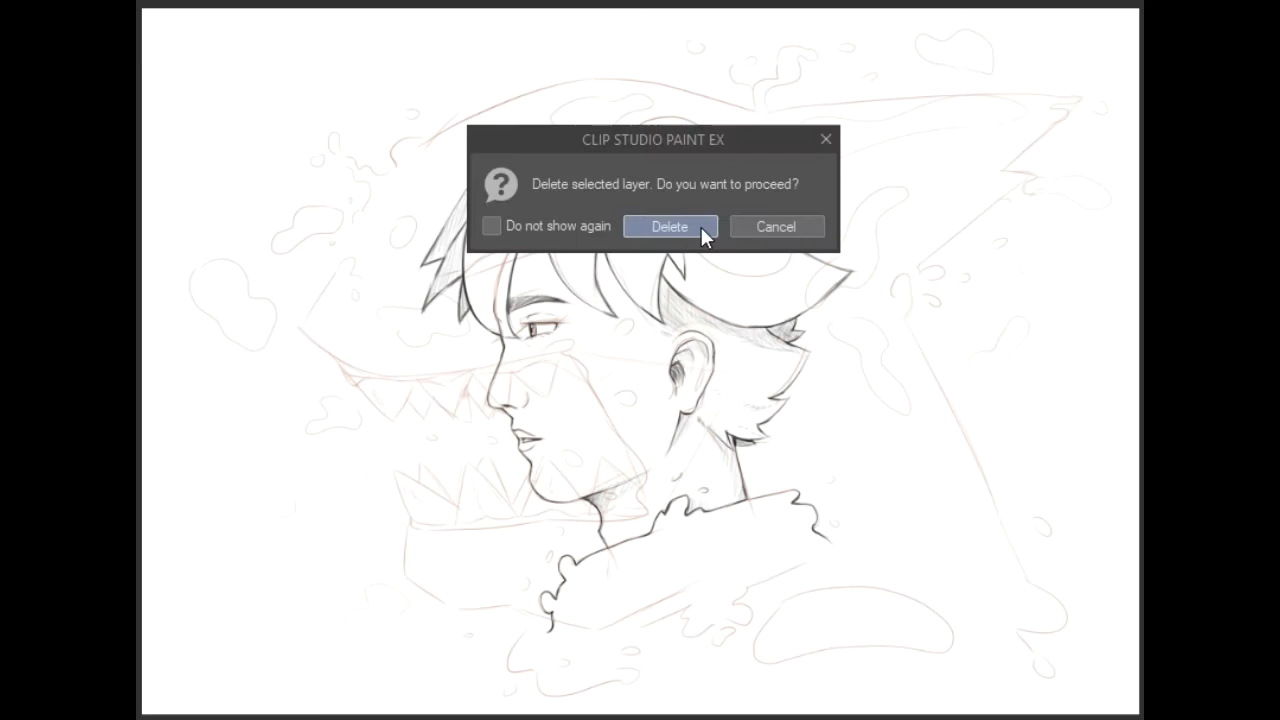 CLIP STUDIO PAINT EX
Delete selected layer. Do you want to proceed?
Do not show again
Delete
Cancel